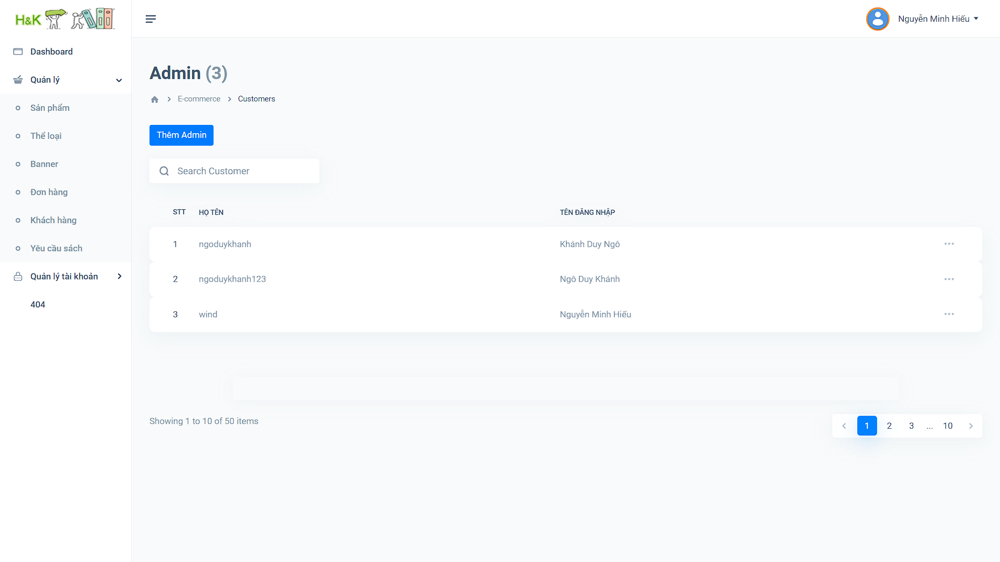 H&K
Nguyễn Minh Hiếu
Dashboard
Quản lý
Sản phẩm
Thể loại
Banner
Đơn hàng
Khách hàng
Yêu cầu sách
Quản lý tài khoản
404
Admin (3)
E-commerce > Customers
Thêm Admin
Search Customer
STT HỌ TÊN TÊN ĐĂNG NHẬP
1 ngoduykhanh Khánh Duy Ngô
2 ngoduykhanh123 Ngô Duy Khánh
3 wind Nguyễn Minh Hiếu
Showing 1 to 10 of 50 items
1 2 3 ... 10